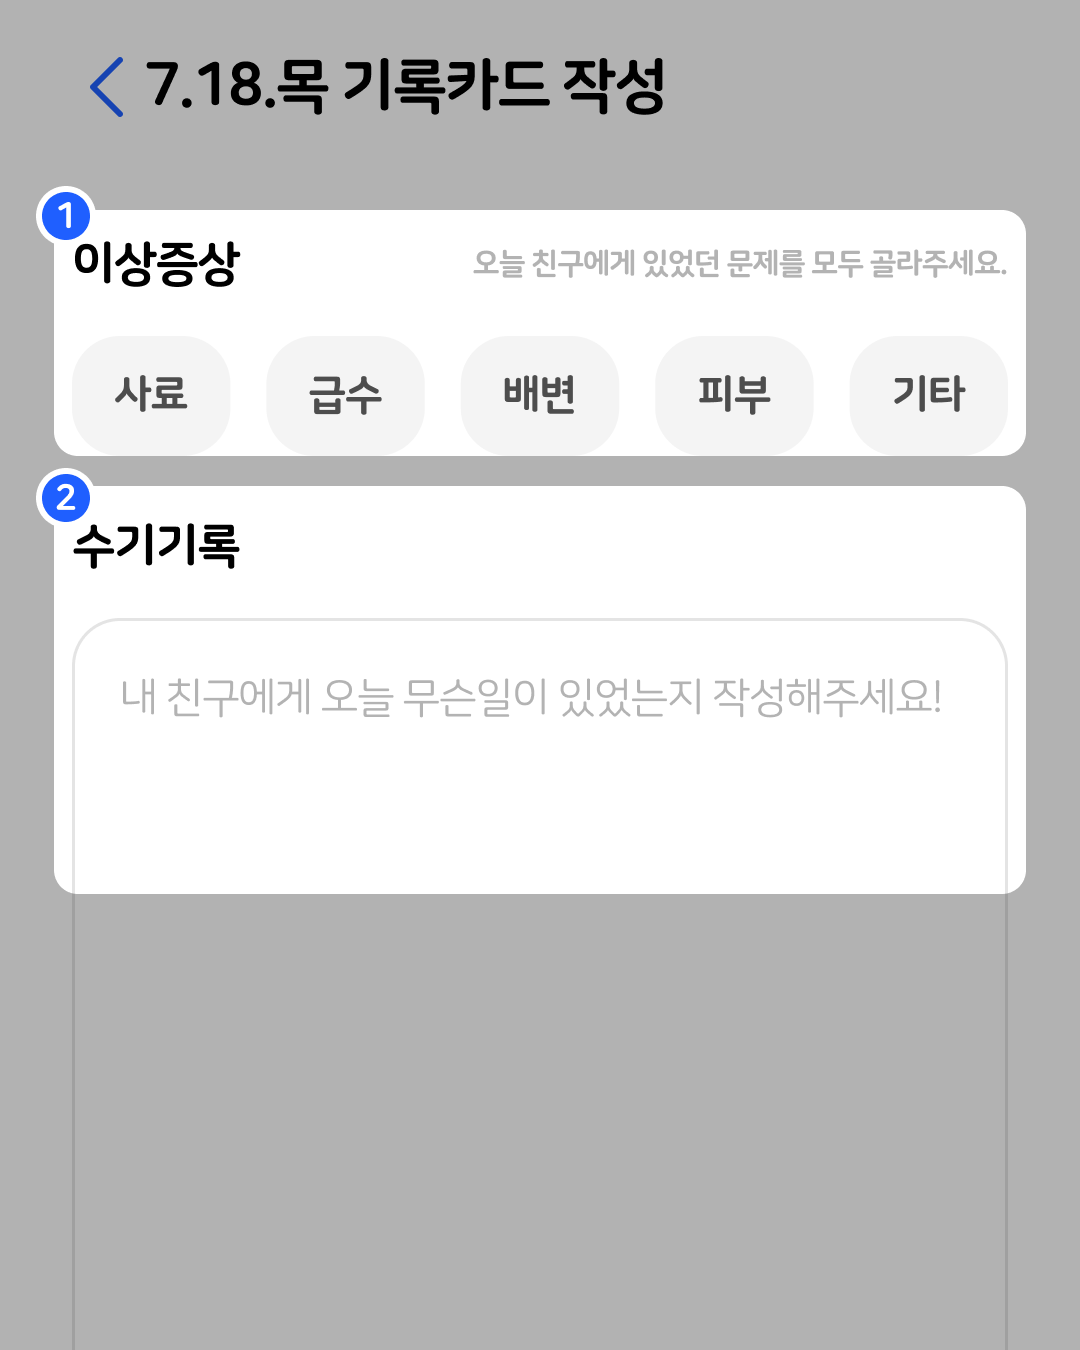 7.18.목 기록카드 작성
1
이상증상 오늘 친구에게 있었던 문제를 모두 골라주세요.
사료 급수 배변 피부 기타
2
수기기록
내 친구에게 오늘 무슨일이 있었는지 작성해주세요!